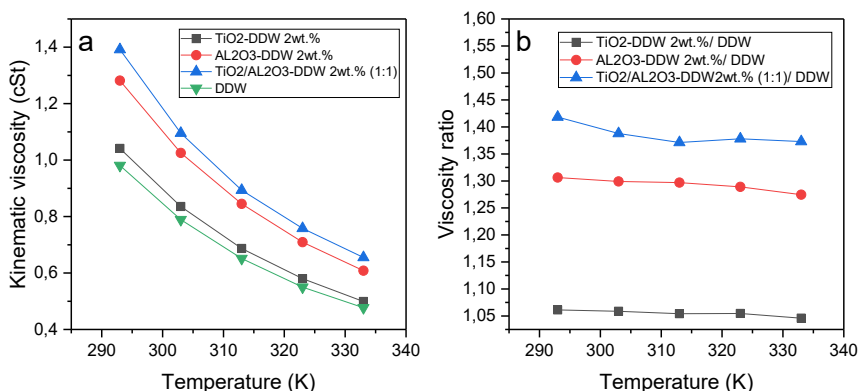 a
TiO2-DDW 2wt.%
AL2O3-DDW 2wt.%
TiO2/AL2O3-DDW 2wt.% (1:1)
DDW
Kinematic viscosity (cSt)
1,4
1,2
1,0
0,8
0,6
0,4
290 300 310 320 330 340
Temperature (K)
b
TiO2-DDW 2wt.%/ DDW
AL2O3-DDW 2wt.%/ DDW
TiO2/AL2O3-DDW2wt.% (1:1)/ DDW
Viscosity ratio
1,60
1,55
1,50
1,45
1,40
1,35
1,30
1,25
1,20
1,15
1,10
1,05
290 300 310 320 330 340
Temperature (K)